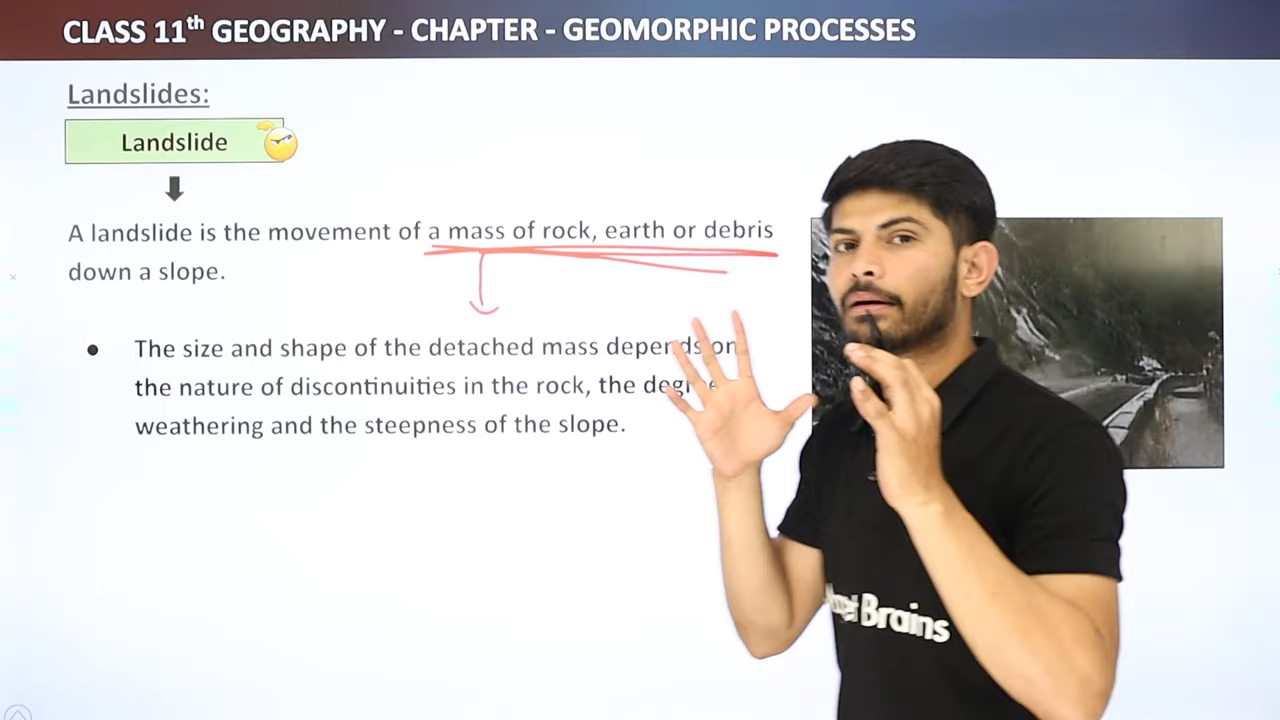 CLASS 11th GEOGRAPHY - CHAPTER - GEOMORPHIC PROCESSES
Landslides:
Landslide
A landslide is the movement of a mass of rock, earth or debris
down a slope.
● The size and shape of the detached mass depends on
the nature of discontinuities in the rock, the
weathering and the steepness of the slope.
Brains